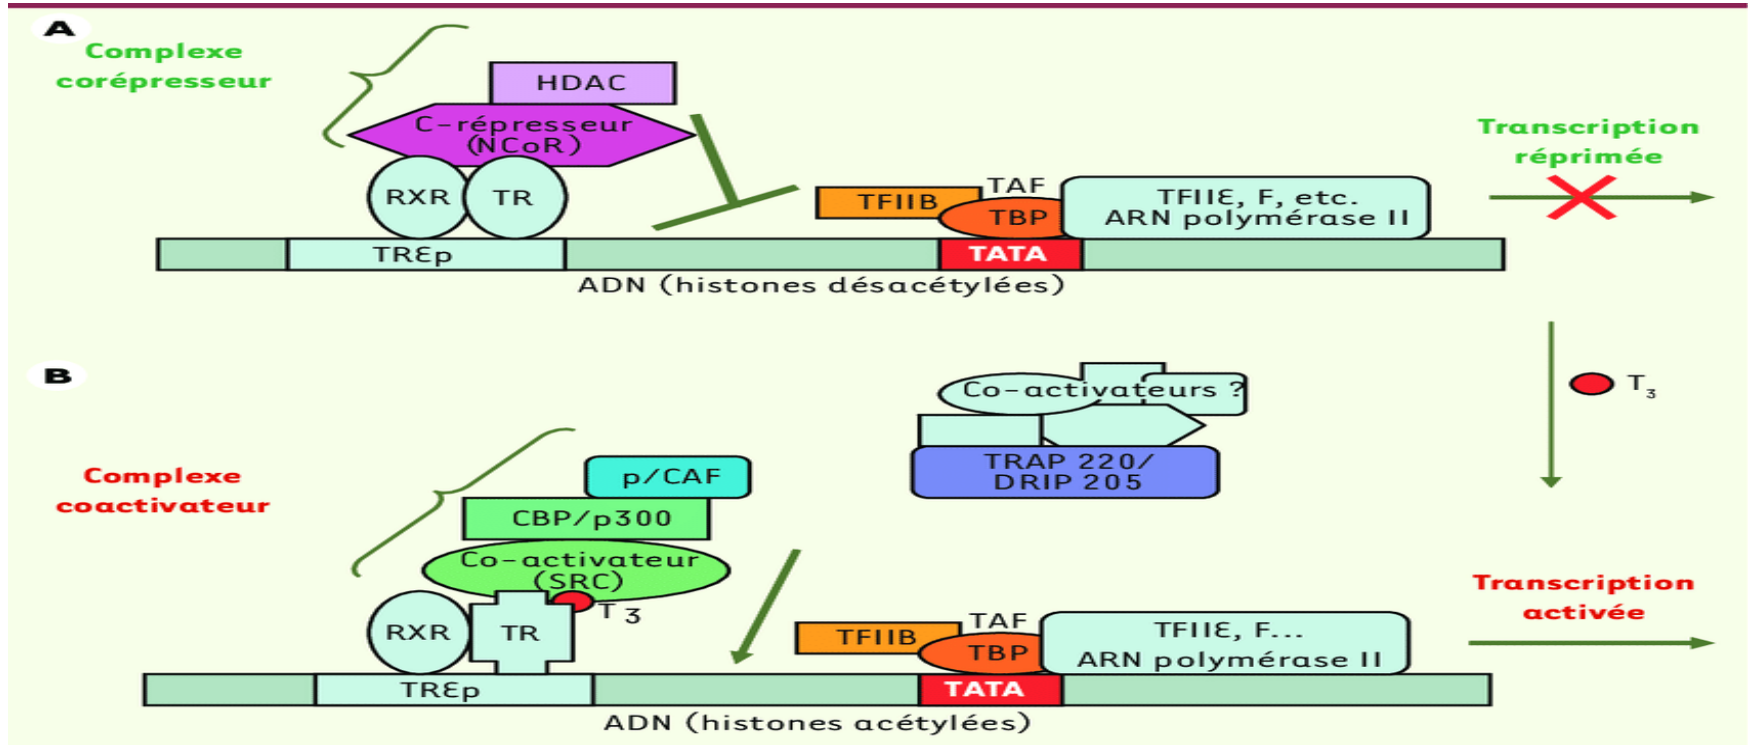 A
Complexe
corépresseur
HDAC
C-répresseur
(NCoR)
RXR
TR
TFIIB
TAF
TBP
TFIIE, F, etc.
ARN polymérase II
Transcription
réprimée
TREp
TATA
ADN (histones désacétylées)
T3
B
Complexe
coactivateur
Co-activateurs ?
TRAP 220/
DRIP 205
p/CAF
CBP/p300
Co-activateur
(SRC)
T3
RXR
TR
TFIIB
TAF
TBP
TFIIE, F...
ARN polymérase II
Transcription
activée
TREp
TATA
ADN (histones acétylées)